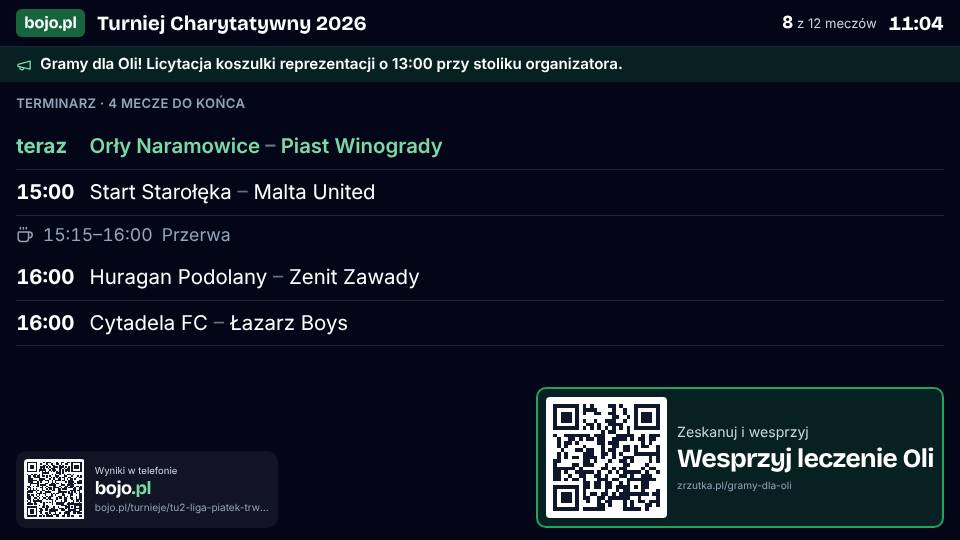 bojo.pl Turniej Charytatywny 2026 8 z 12 meczów 11:04
Gramy dla Oli! Licytacja koszulki reprezentacji o 13:00 przy stoliku organizatora.
TERMINARZ · 4 MECZE DO KOŃCA
teraz Orły Naramowice – Piast Winogrady
15:00 Start Starołęka – Malta United
15:15–16:00 Przerwa
16:00 Huragan Podolany – Zenit Zawady
16:00 Cytadela FC – Łazarz Boys
Wyniki w telefonie
bojo.pl
bojo.pl/turnieje/tu2-liga-piatek-trw...
Zeskanuj i wesprzyj
Wesprzyj leczenie Oli
zrzutka.pl/gramy-dla-oli